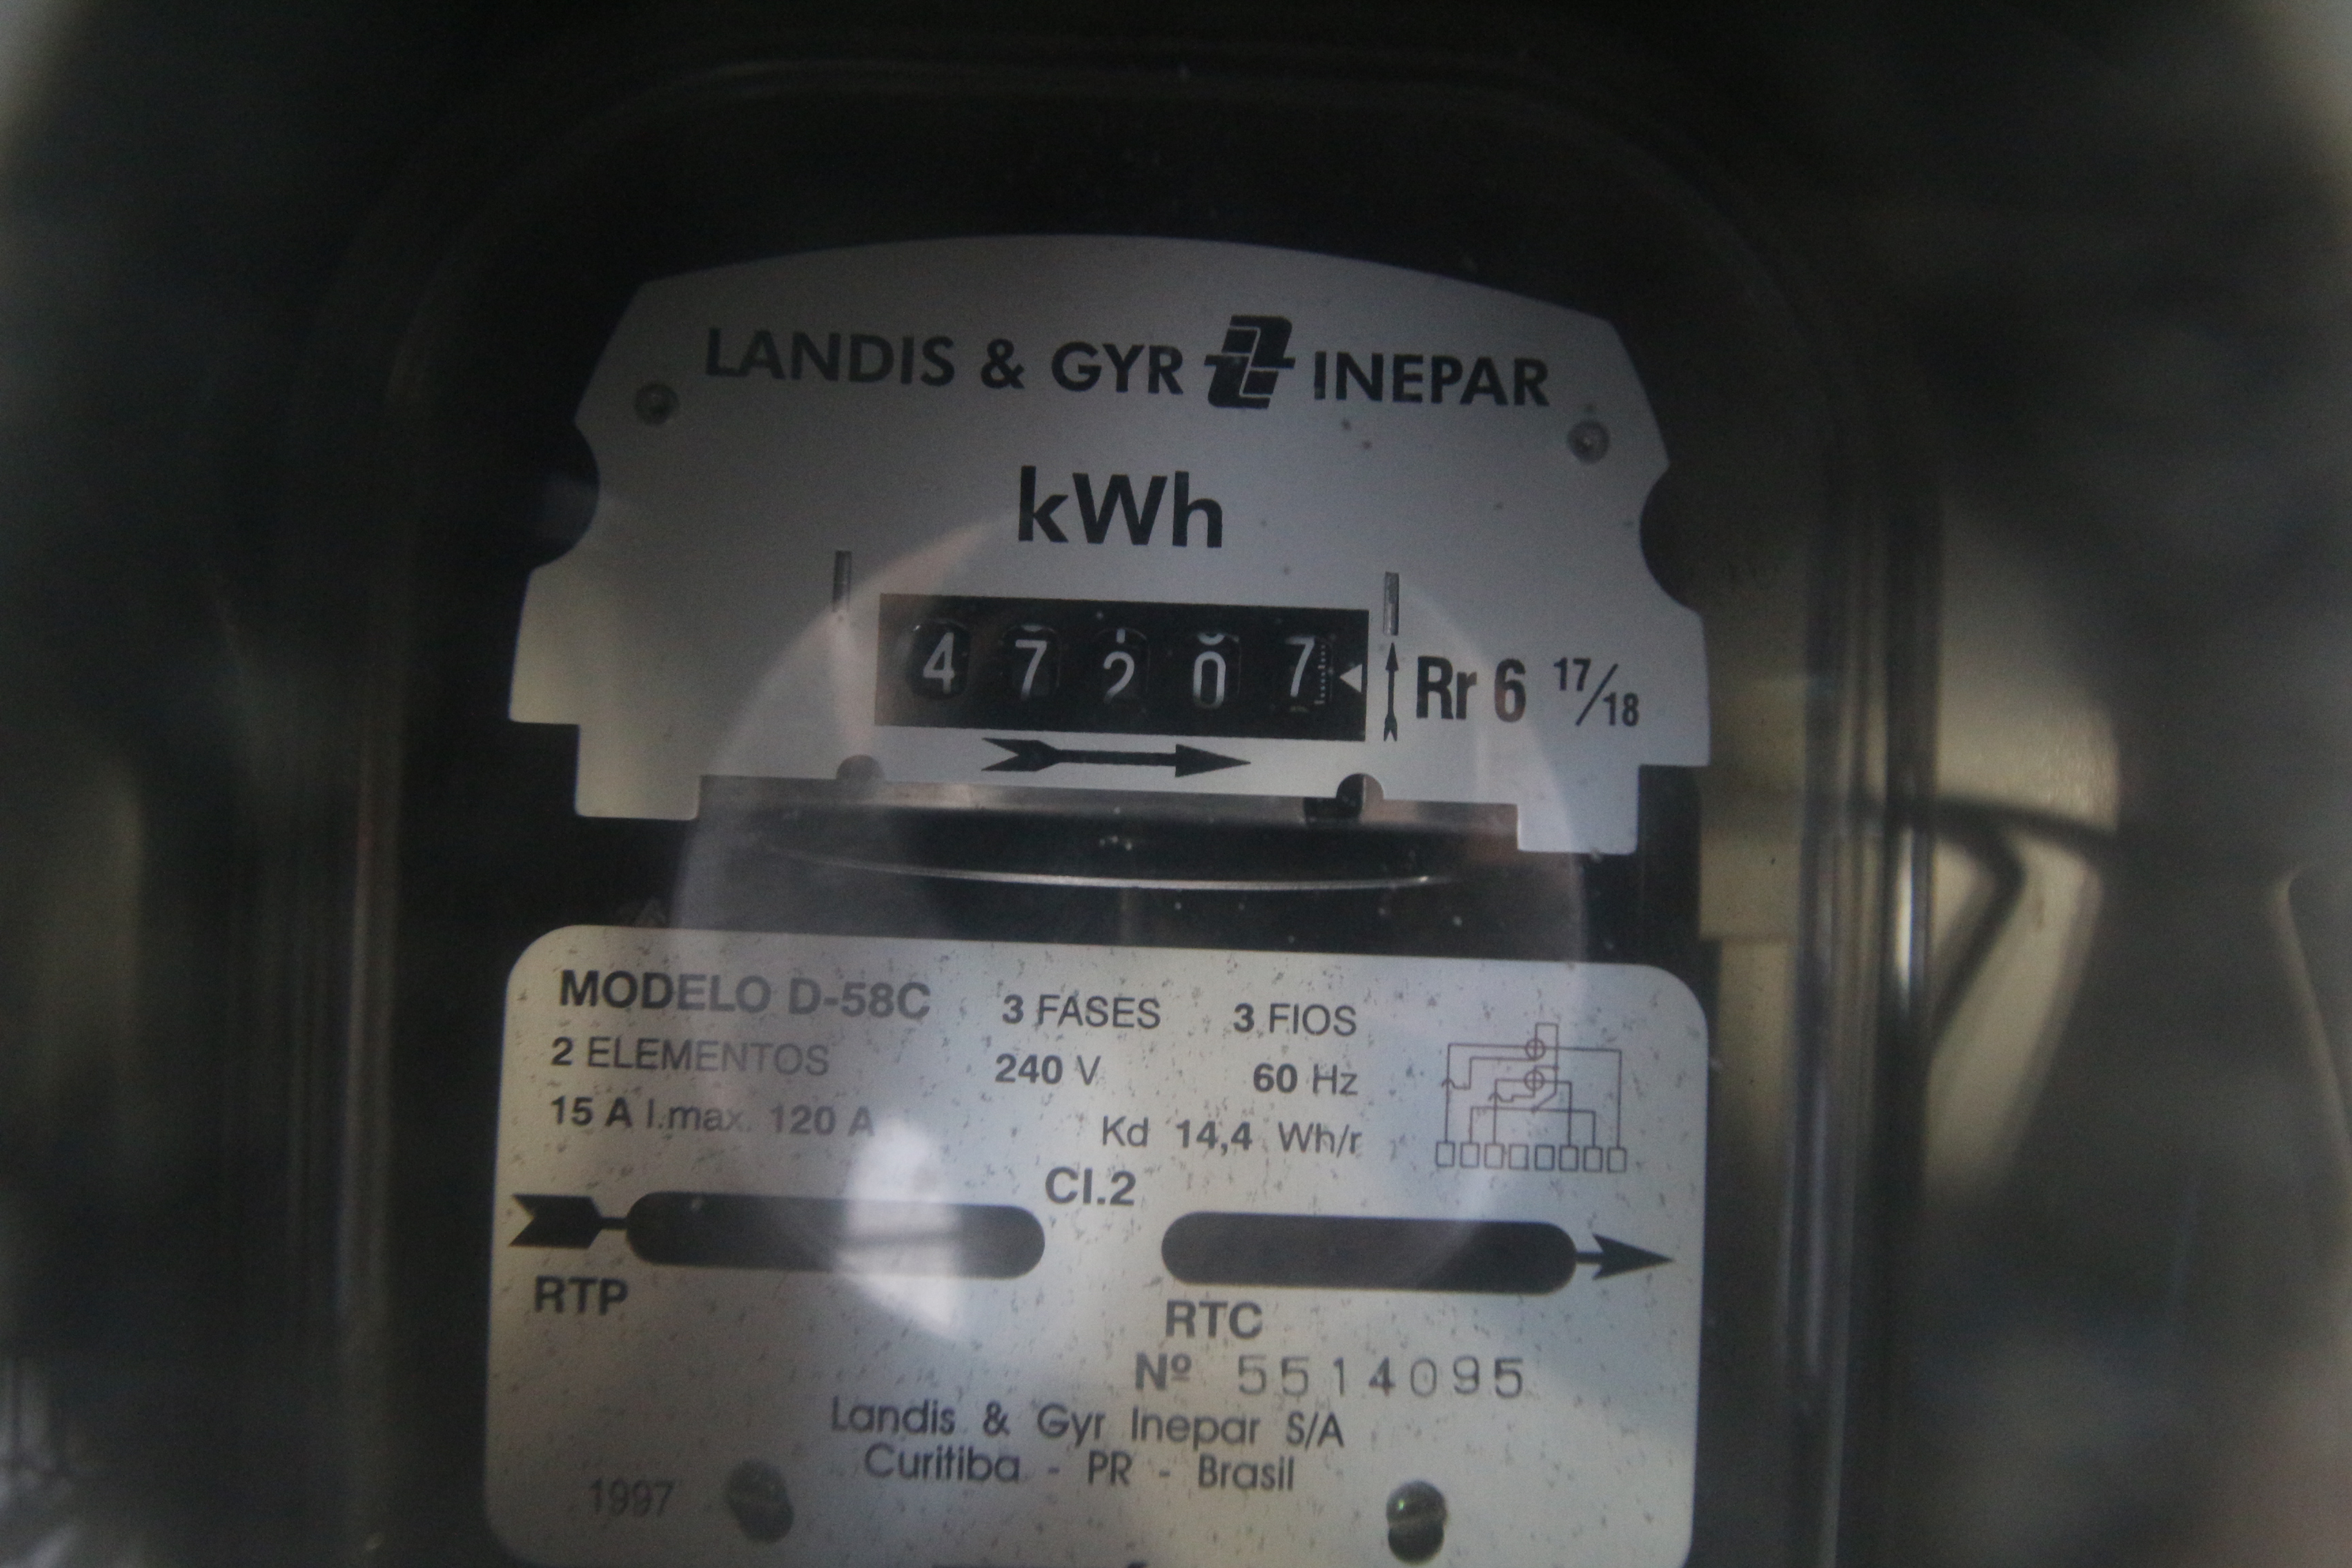 LANDIS & GYR INEPAR
kWh
47207
Rr 6 17/18
MODELO D-58C 3 FASES 3 FIOS
2 ELEMENTOS 240 V 60 Hz
15 A I.max. 120 A Kd 14,4 Wh/r
Cl.2
RTP
RTC
Nº 5514095
Landis & Gyr Inepar S/A
Curitiba - PR - Brasil
1997